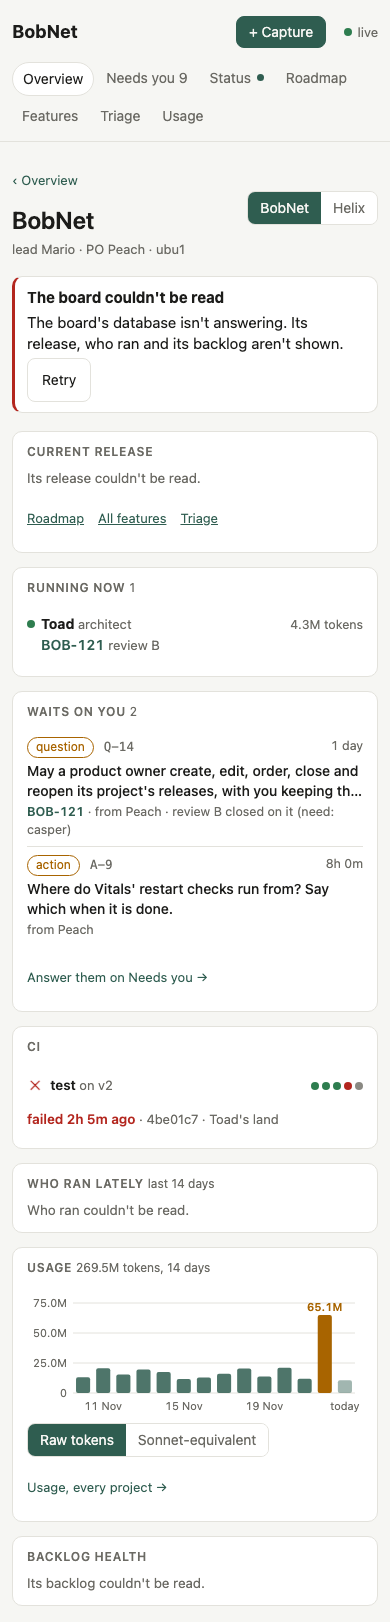 BobNet
+ Capture
live
Overview
Needs you 9
Status
Roadmap
Features
Triage
Usage
‹ Overview
BobNet
BobNet
Helix
lead Mario · PO Peach · ubu1
The board couldn't be read
The board's database isn't answering. Its
release, who ran and its backlog aren't shown.
Retry
CURRENT RELEASE
Its release couldn't be read.
Roadmap
All features
Triage
RUNNING NOW 1
Toad architect
4.3M tokens
BOB-121 review B
WAITS ON YOU 2
question
Q-14
1 day
May a product owner create, edit, order, close and
reopen its project's releases, with you keeping th...
BOB-121 · from Peach · review B closed on it (need:
casper)
action
A-9
8h 0m
Where do Vitals' restart checks run from? Say
which when it is done.
from Peach
Answer them on Needs you →
CI
× test on v2
failed 2h 5m ago · 4be01c7 · Toad's land
WHO RAN LATELY last 14 days
Who ran couldn't be read.
USAGE 269.5M tokens, 14 days
65.1M
75.0M
50.0M
25.0M
0
11 Nov
15 Nov
19 Nov
today
Raw tokens
Sonnet-equivalent
Usage, every project →
BACKLOG HEALTH
Its backlog couldn't be read.